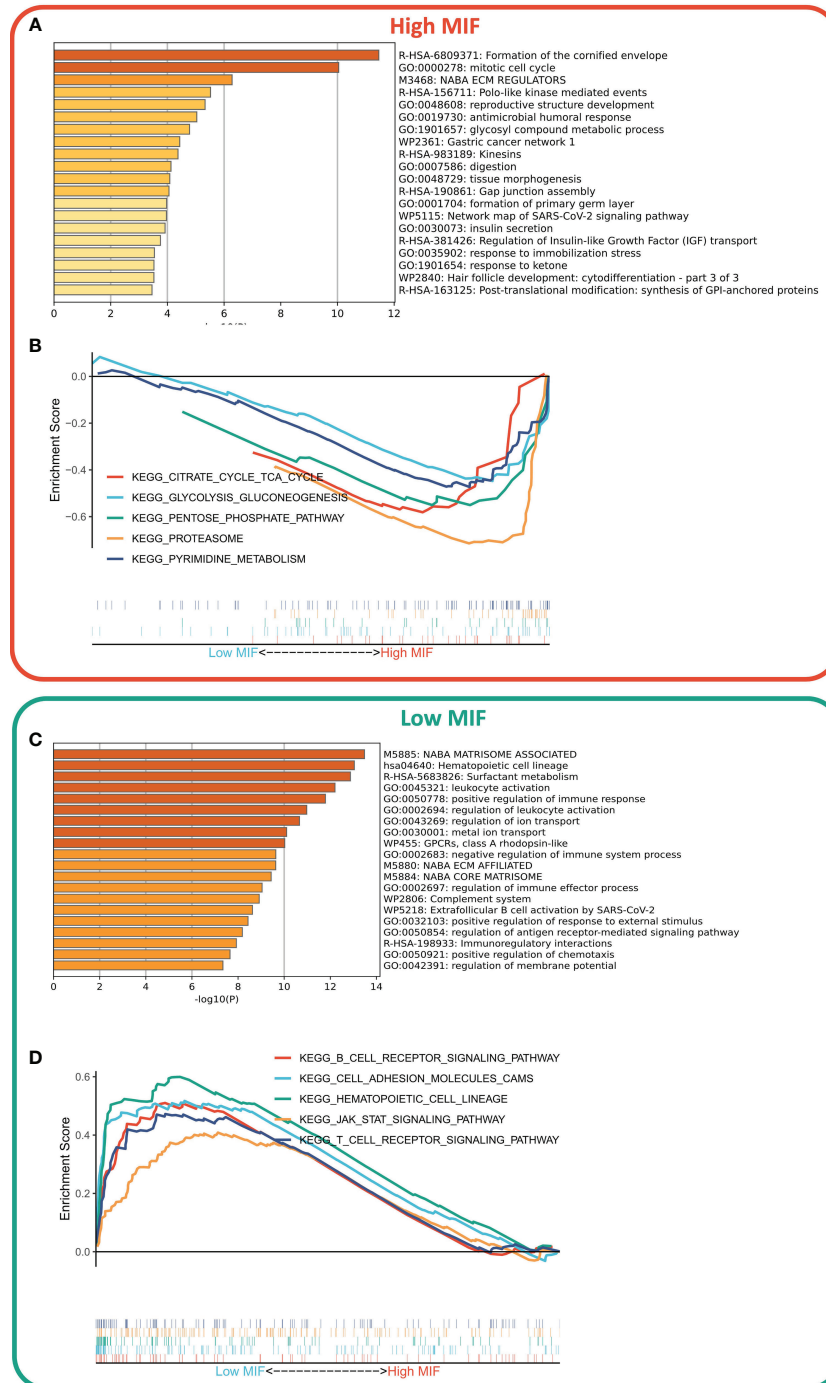 High MIF
A
R-HSA-6809371: Formation of the cornified envelope
GO:0000278: mitotic cell cycle
M3468: NABA ECM REGULATORS
R-HSA-156711: Polo-like kinase mediated events
GO:0048608: reproductive structure development
GO:0019730: antimicrobial humoral response
GO:1901657: glycosyl compound metabolic process
WP2361: Gastric cancer network 1
R-HSA-983189: Kinesins
GO:0007586: digestion
GO:0048729: tissue morphogenesis
R-HSA-190861: Gap junction assembly
GO:0001704: formation of primary germ layer
WP5115: Network map of SARS-CoV-2 signaling pathway
GO:0030073: insulin secretion
R-HSA-381426: Regulation of Insulin-like Growth Factor (IGF) transport
GO:0035902: response to immobilization stress
GO:1901654: response to ketone
WP2840: Hair follicle development: cytodifferentiation - part 3 of 3
R-HSA-163125: Post-translational modification: synthesis of GPI-anchored proteins
0 2 4 6 8 10 12
B
Enrichment Score
0.0
−0.2
−0.4
−0.6
KEGG_CITRATE_CYCLE_TCA_CYCLE
KEGG_GLYCOLYSIS_GLUCONEOGENESIS
KEGG_PENTOSE_PHOSPHATE_PATHWAY
KEGG_PROTEASOME
KEGG_PYRIMIDINE_METABOLISM
Low MIF<-------------->High MIF
Low MIF
C
M5885: NABA MATRISOME ASSOCIATED
hsa04640: Hematopoietic cell lineage
R-HSA-5683826: Surfactant metabolism
GO:0045321: leukocyte activation
GO:0050778: positive regulation of immune response
GO:0002694: regulation of leukocyte activation
GO:0043269: regulation of ion transport
GO:0030001: metal ion transport
WP455: GPCRs, class A rhodopsin-like
GO:0002683: negative regulation of immune system process
M5880: NABA ECM AFFILIATED
M5884: NABA CORE MATRISOME
GO:0002697: regulation of immune effector process
WP2806: Complement system
WP5218: Extrafollicular B cell activation by SARS-CoV-2
GO:0032103: positive regulation of response to external stimulus
GO:0050854: regulation of antigen receptor-mediated signaling pathway
R-HSA-198933: Immunoregulatory interactions
GO:0050921: positive regulation of chemotaxis
GO:0042391: regulation of membrane potential
0 2 4 6 8 10 12 14
-log10(P)
D
KEGG_B_CELL_RECEPTOR_SIGNALING_PATHWAY
KEGG_CELL_ADHESION_MOLECULES_CAMS
KEGG_HEMATOPOIETIC_CELL_LINEAGE
KEGG_JAK_STAT_SIGNALING_PATHWAY
KEGG_T_CELL_RECEPTOR_SIGNALING_PATHWAY
Enrichment Score
0.6
0.4
0.2
0.0
Low MIF<-------------->High MIF